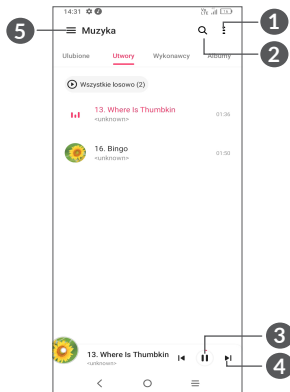 14:31
1
5
Muzyka
2
Ulubione Utwory Wykonawcy Albumy
Wszystkie losowo (2)
13. Where Is Thumbkin
<unknown>
01:36
16. Bingo
<unknown>
01:50
3
13. Where Is Thumbkin
<unknown>
4